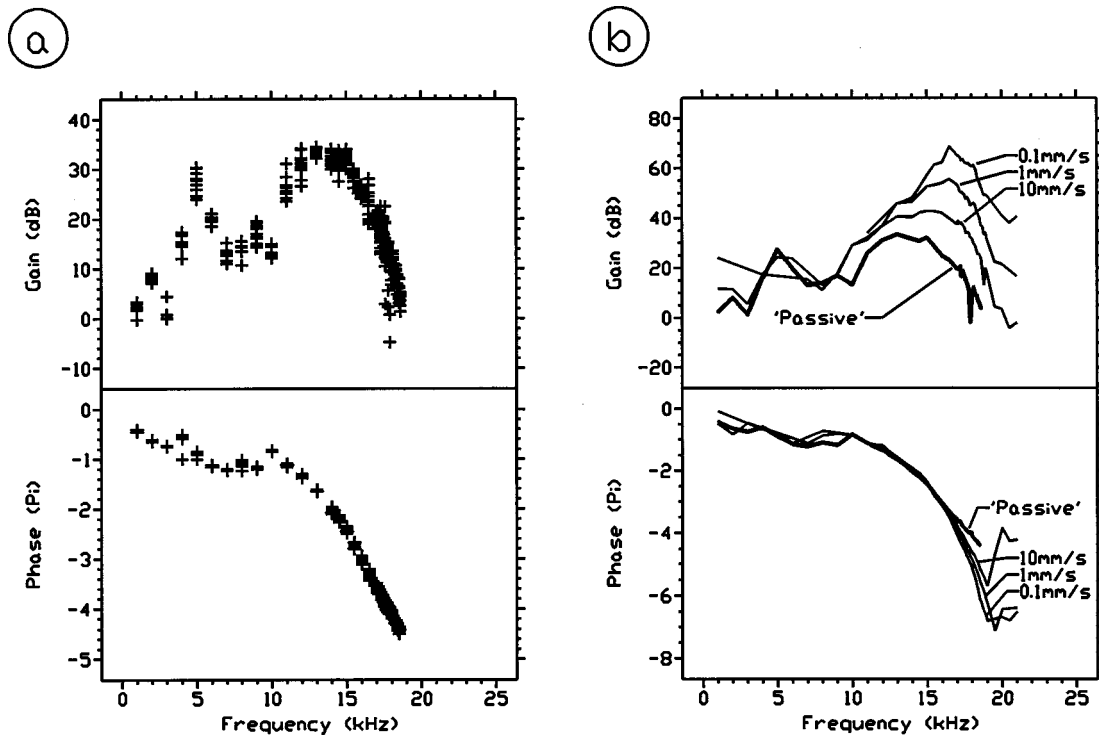 a
b
40
30
20
10
0
-10
Gain (dB)
0
-1
-2
-3
-4
-5
Phase (Pi)
0
5
10
15
20
25
Frequency (kHz)
80
60
40
20
0
-20
Gain (dB)
0.1mm/s
1mm/s
10mm/s
'Passive'
0
-2
-4
-6
-8
Phase (Pi)
'Passive'
10mm/s
1mm/s
0.1mm/s
0
5
10
15
20
25
Frequency (kHz)